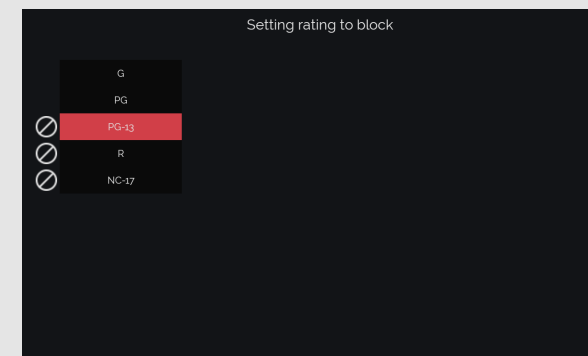 Setting rating to block
G
PG
PG-13
R
NC-17